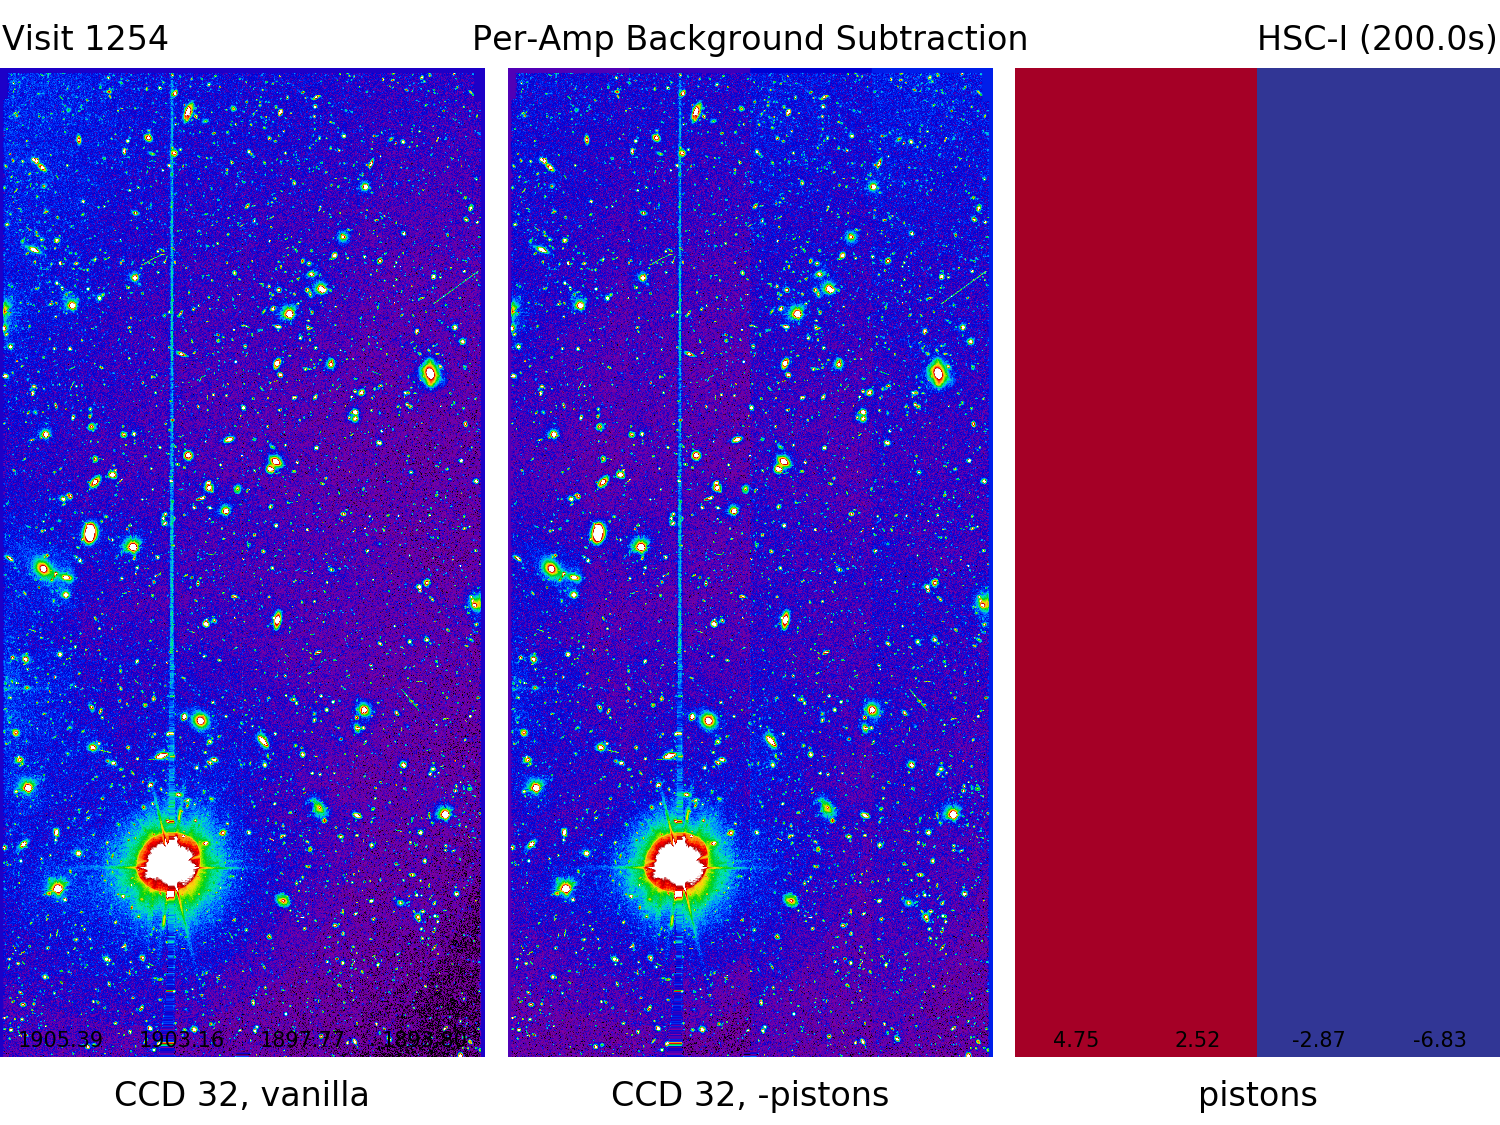 Visit 1254 Per-Amp Background Subtraction HSC-I (200.0s)
1905.39 1903.16 1897.77 1893.80 4.75 2.52 -2.87 -6.83
CCD 32, vanilla CCD 32, -pistons pistons